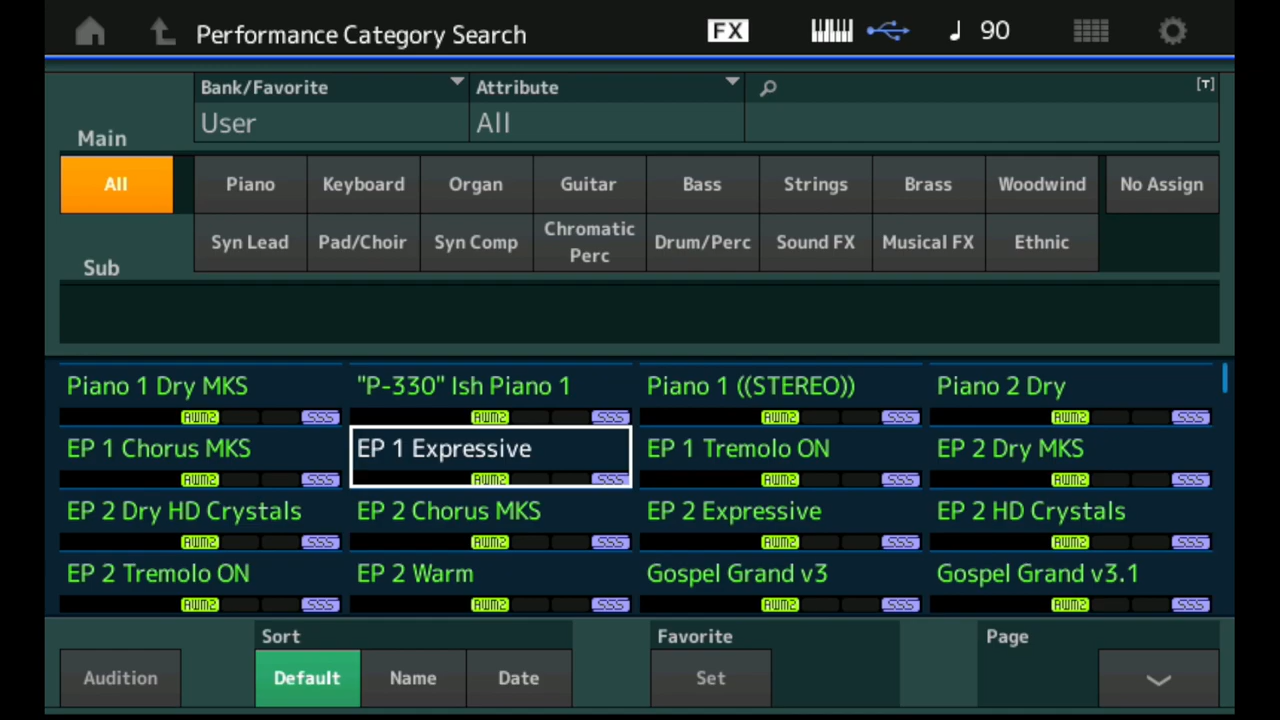 Performance Category Search FX ♩ 90
Bank/Favorite Attribute [T]
User All
Main
All Piano Keyboard Organ Guitar Bass Strings Brass Woodwind No Assign
Syn Lead Pad/Choir Syn Comp Chromatic Perc Drum/Perc Sound FX Musical FX Ethnic
Sub
Piano 1 Dry MKS "P-330" Ish Piano 1 Piano 1 ((STEREO)) Piano 2 Dry
AWM2 SSS AWM2 SSS AWM2 SSS AWM2 SSS
EP 1 Chorus MKS EP 1 Expressive EP 1 Tremolo ON EP 2 Dry MKS
AWM2 SSS AWM2 SSS AWM2 SSS AWM2 SSS
EP 2 Dry HD Crystals EP 2 Chorus MKS EP 2 Expressive EP 2 HD Crystals
AWM2 SSS AWM2 SSS AWM2 SSS AWM2 SSS
EP 2 Tremolo ON EP 2 Warm Gospel Grand v3 Gospel Grand v3.1
AWM2 SSS AWM2 SSS AWM2 SSS AWM2 SSS
Sort Favorite Page
Audition Default Name Date Set